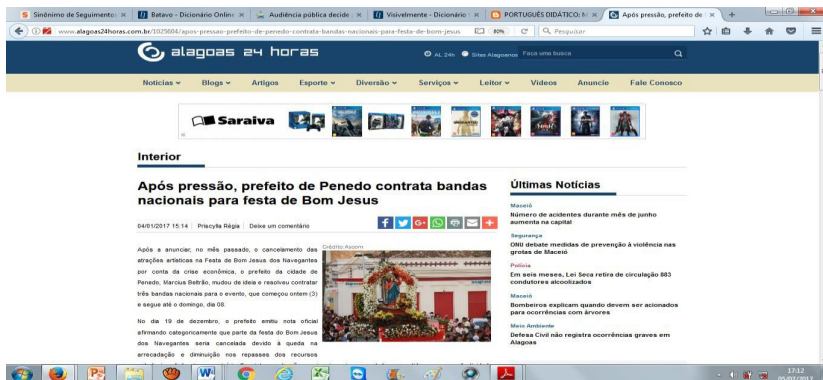 Sinônimo de Seguimento:
Batavo - Dicionário Online
Audiência pública decide
Visivelmente - Dicionário
PORTUGUÊS DIDÁTICO:
Após pressão, prefeito de
www.alagoas24horas.com.br/1025604/apos-pressao-prefeito-de-penedo-contrata-bandas-nacionais-para-festa-de-bom-jesus
80%
Pesquisar
alagoas 24 horas
AL 24h
Sites Alagoanos
Faça uma busca
Notícias
Blogs
Artigos
Esporte
Diversão
Serviços
Leitor
Vídeos
Anuncie
Fale Conosco
Saraiva
Interior
Após pressão, prefeito de Penedo contrata bandas
nacionais para festa de Bom Jesus
04/01/2017 15:14 | Priscylla Régia | Deixe um comentário
Após a anunciar, no mês passado, o cancelamento das
atrações artísticas na Festa de Bom Jesus dos Navegantes
por conta da crise econômica, o prefeito da cidade de
Penedo, Marcius Beltrão, mudou de ideia e resolveu contratar
três bandas nacionais para o evento, que começou ontem (3)
e segue até o domingo, dia 08.
No dia 19 de dezembro, o prefeito emitiu nota oficial
afirmando categoricamente que parte da festa do Bom Jesus
dos Navegantes seria cancelada devido à queda na
arrecadação e diminuição nos repasses dos recursos
Crédito:Ascom
Últimas Notícias
Maceió
Número de acidentes durante mês de junho
aumenta na capital
Segurança
ONU debate medidas de prevenção à violência nas
grotas de Maceió
Polícia
Em seis meses, Lei Seca retira de circulação 883
condutores alcoolizados
Maceió
Bombeiros explicam quando devem ser acionados
para ocorrências com árvores
Meio Ambiente
Defesa Civil não registra ocorrências graves em
Alagoas
17:12
05/07/2017